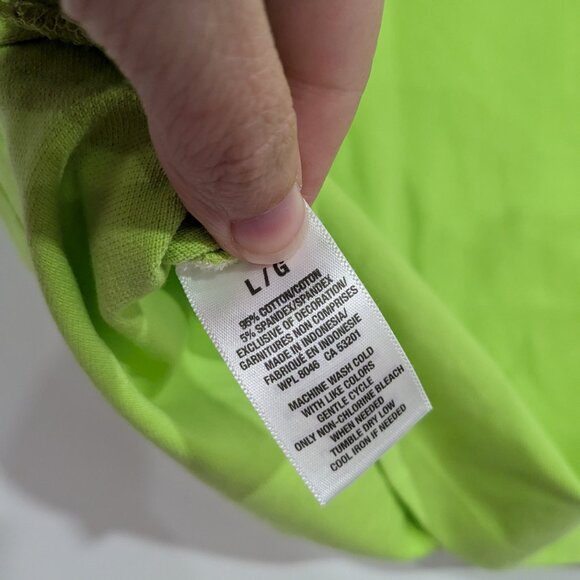 L / G
95% COTTON/COTON
5% SPANDEX/SPANDEX
EXCLUSIVE OF DECORATION/
GARNITURES NON COMPRISES
MADE IN INDONESIA/
FABRIQUÉ EN INDONESIE
WPL 8046 CA 53201
MACHINE WASH COLD
WITH LIKE COLORS
GENTLE CYCLE
ONLY NON-CHLORINE BLEACH
WHEN NEEDED
TUMBLE DRY LOW
COOL IRON IF NEEDED